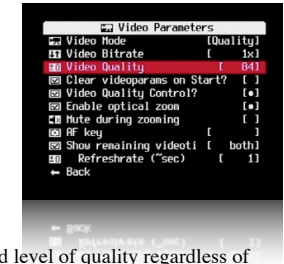 Video Parameters
Video Mode [Quality]
Video Bitrate [ 1x]
Video Quality [ 84]
Clear videoparams on Start? [ ]
Video Quality Control? [•]
Enable optical zoom [•]
Mute during zooming [ ]
AF key [ ]
Show remaining videoti [ both]
Refreshrate (~sec) [ 1]
← Back
d level of quality regardless of